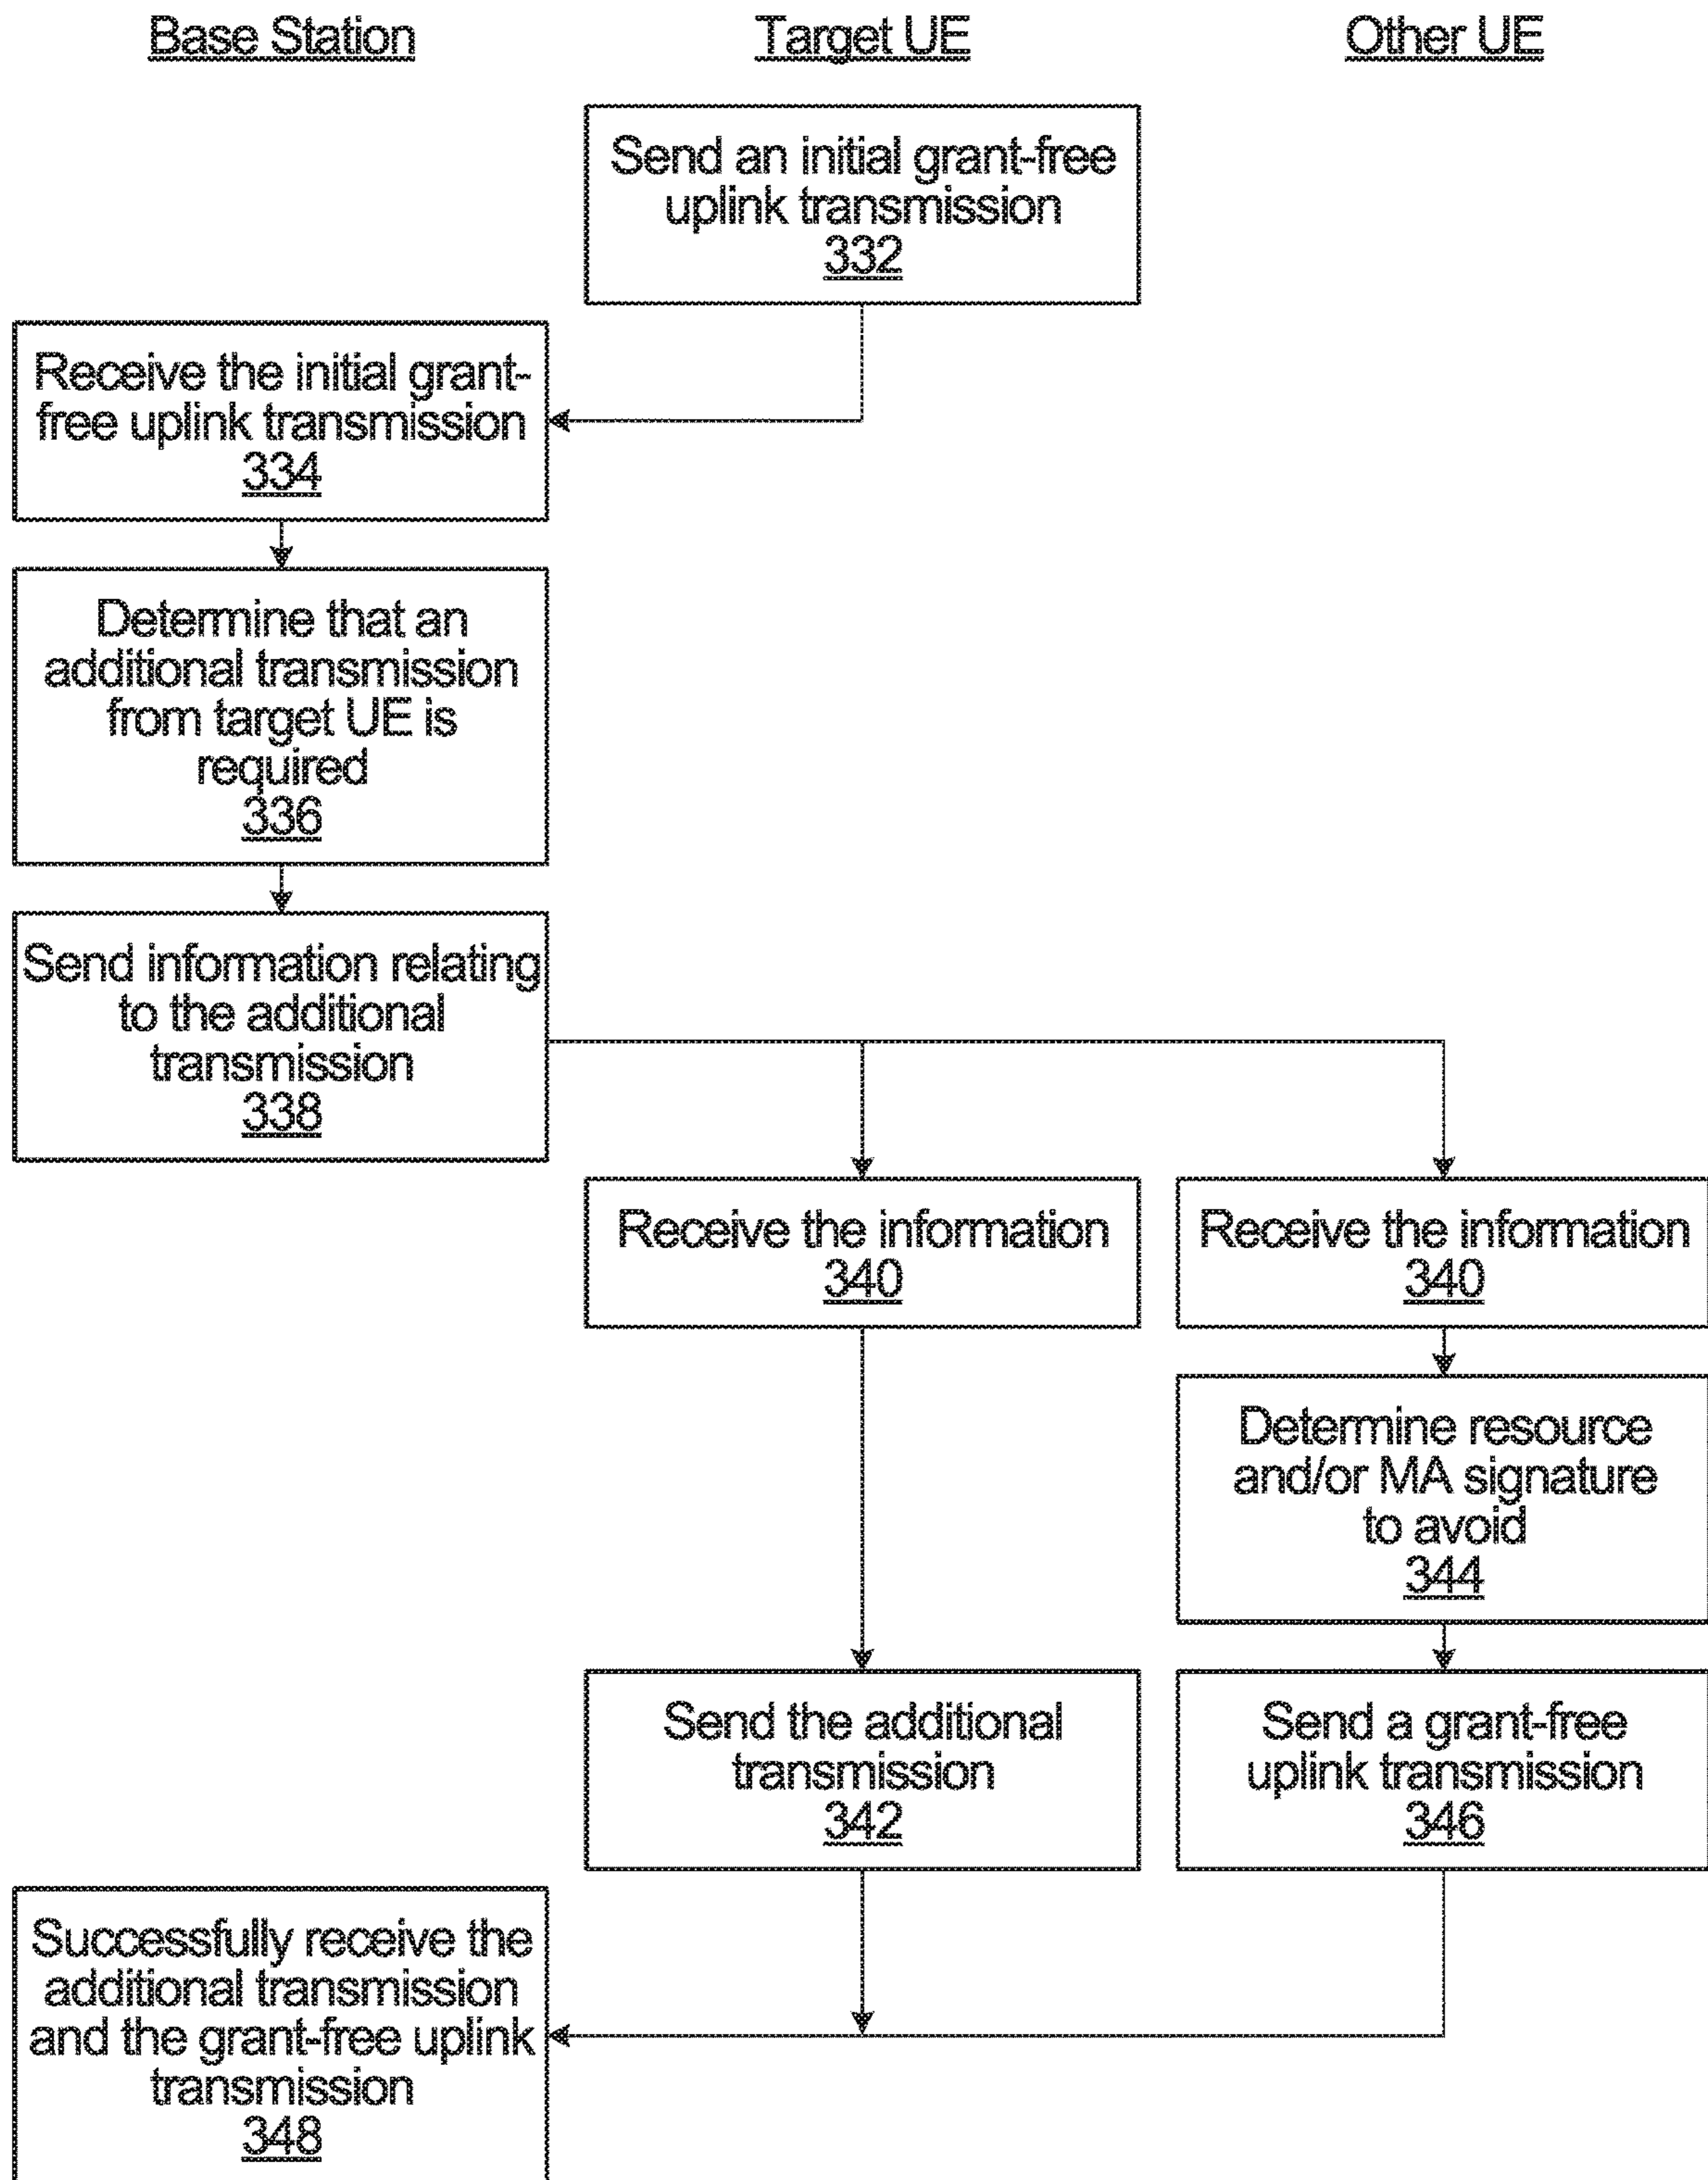 Base Station
Target UE
Other UE
Send an initial grant-free
uplink transmission
332
Receive the initial grant-
free uplink transmission
334
Determine that an
additional transmission
from target UE is
required
336
Send information relating
to the additional
transmission
338
Receive the information
340
Receive the information
340
Determine resource
and/or MA signature
to avoid
344
Send the additional
transmission
342
Send a grant-free
uplink transmission
346
Successfully receive the
additional transmission
and the grant-free uplink
transmission
348